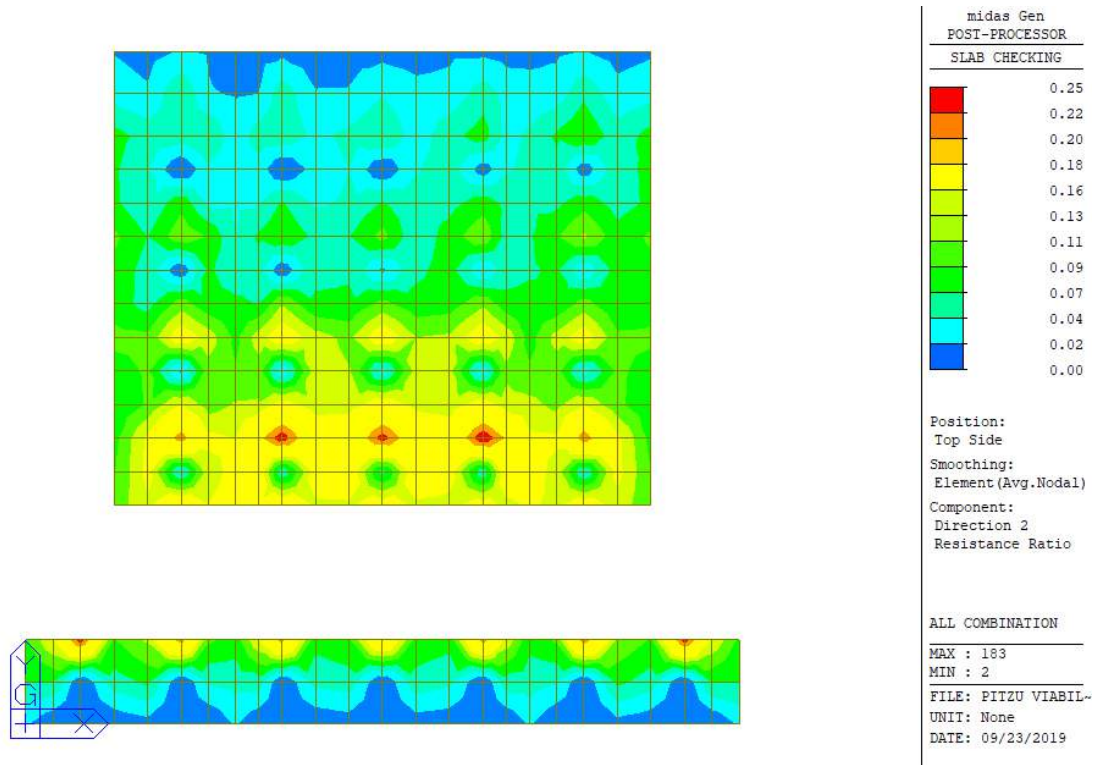 midas Gen
POST-PROCESSOR
SLAB CHECKING
0.25
0.22
0.20
0.18
0.16
0.13
0.11
0.09
0.07
0.04
0.02
0.00
Position:
Top Side
Smoothing:
Element(Avg.Nodal)
Component:
Direction 2
Resistance Ratio
ALL COMBINATION
MAX : 183
MIN : 2
FILE: PITZU VIABIL~
UNIT: None
DATE: 09/23/2019
Y
G
X